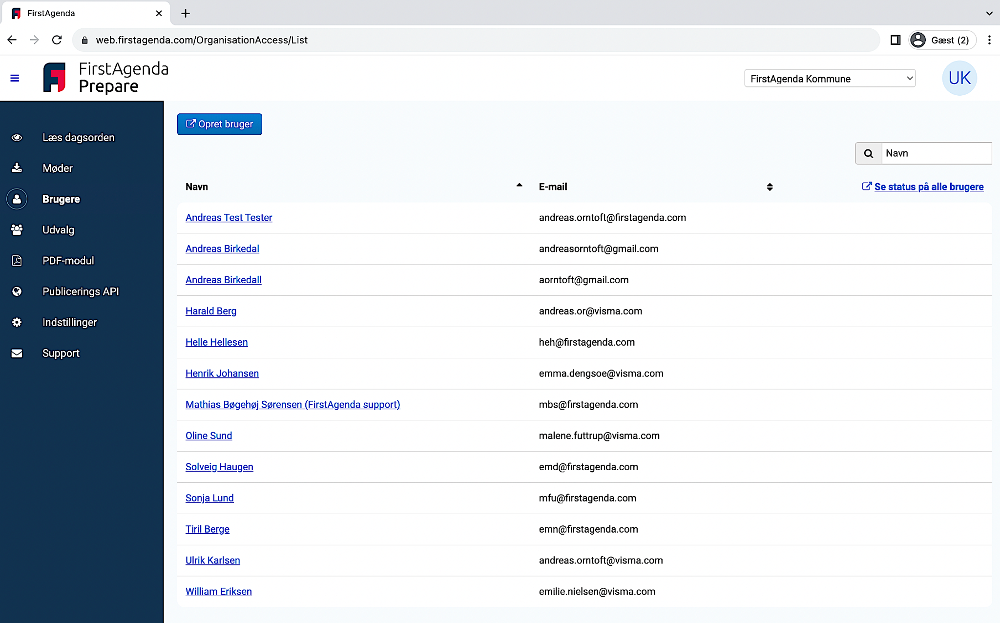 FirstAgenda
web.firstagenda.com/OrganisationAccess/List
Gæst (2)
FirstAgenda
Prepare
FirstAgenda Kommune
UK
Læs dagsorden
Møder
Brugere
Udvalg
PDF-modul
Publicerings API
Indstillinger
Support
Opret bruger
Navn
Navn E-mail Se status på alle brugere
Andreas Test Tester andreas.orntoft@firstagenda.com
Andreas Birkedal andreasorntoft@gmail.com
Andreas Birkedall aorntoft@gmail.com
Harald Berg andreas.or@visma.com
Helle Hellesen heh@firstagenda.com
Henrik Johansen emma.dengsoe@visma.com
Mathias Bøgehøj Sørensen (FirstAgenda support) mbs@firstagenda.com
Oline Sund malene.futtrup@visma.com
Solveig Haugen emd@firstagenda.com
Sonja Lund mfu@firstagenda.com
Tiril Berge emn@firstagenda.com
Ulrik Karlsen andreas.orntoft@visma.com
William Eriksen emilie.nielsen@visma.com